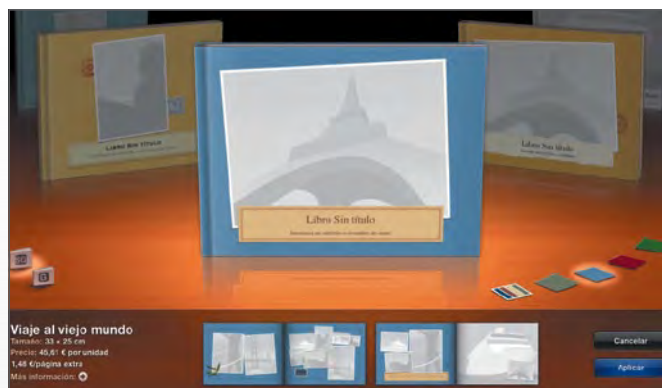 LIBRO SIN TÍTULO
Libro Sin título
Libro Sin título
Viaje al viejo mundo
Tamaño: 33 × 25 cm
Precio: 45,61 € por unidad
1,48 €/página extra
Más información:
Cancelar
Aplicar